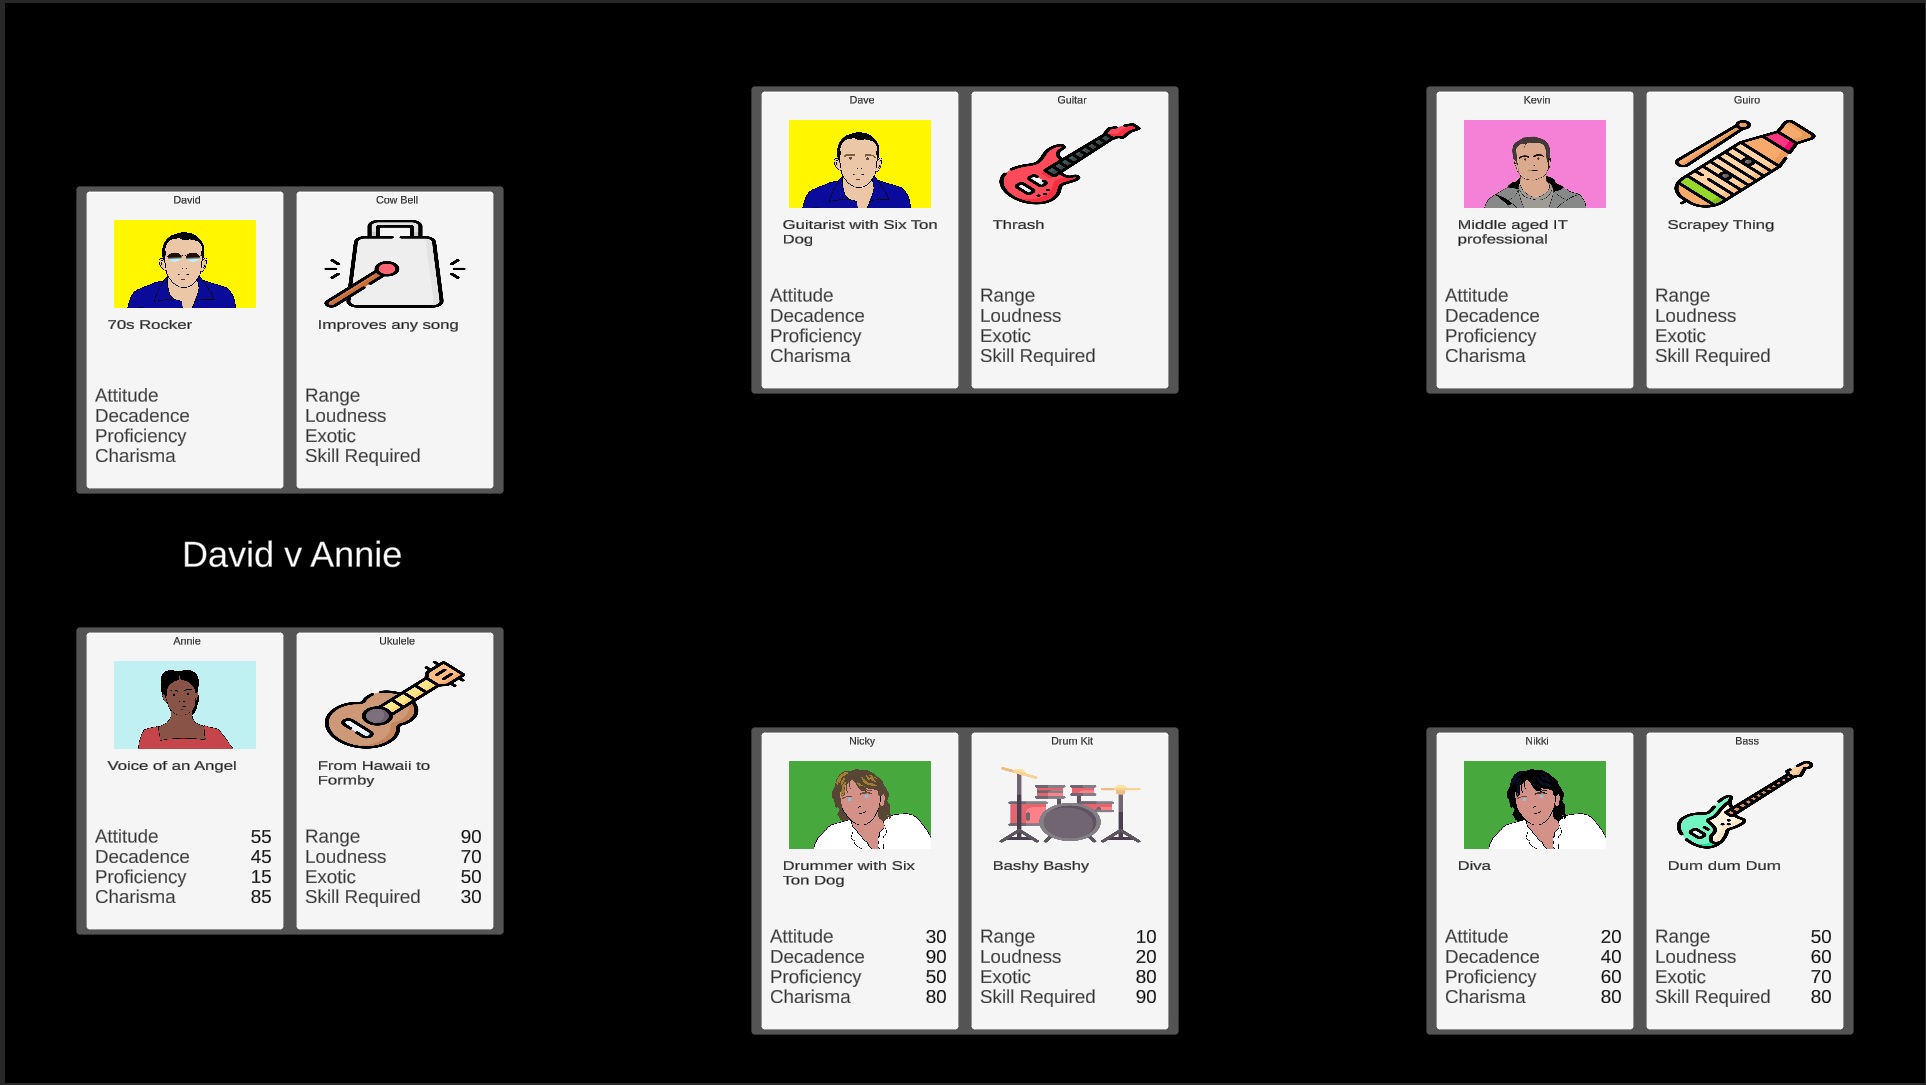 David
70s Rocker
Attitude
Decadence
Proficiency
Charisma
Cow Bell
Improves any song
Range
Loudness
Exotic
Skill Required
Dave
Guitarist with Six Ton
Dog
Attitude
Decadence
Proficiency
Charisma
Guitar
Thrash
Range
Loudness
Exotic
Skill Required
Kevin
Middle aged IT
professional
Attitude
Decadence
Proficiency
Charisma
Guiro
Scrapey Thing
Range
Loudness
Exotic
Skill Required
David v Annie
Annie
Voice of an Angel
Attitude 55
Decadence 45
Proficiency 15
Charisma 85
Ukulele
From Hawaii to
Formby
Range 90
Loudness 70
Exotic 50
Skill Required 30
Nicky
Drummer with Six
Ton Dog
Attitude 30
Decadence 90
Proficiency 50
Charisma 80
Drum Kit
Bashy Bashy
Range 10
Loudness 20
Exotic 80
Skill Required 90
Nikki
Diva
Attitude 20
Decadence 40
Proficiency 60
Charisma 80
Bass
Dum dum Dum
Range 50
Loudness 60
Exotic 70
Skill Required 80